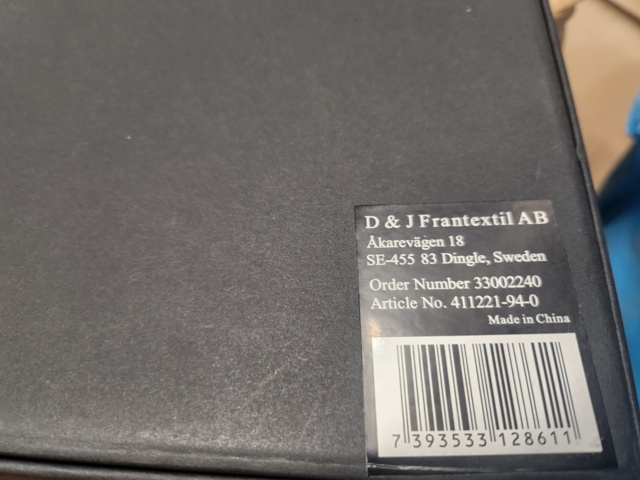 D & J Frantextil AB
Åkarevägen 18
SE-455 83 Dingle, Sweden
Order Number 33002240
Article No. 411221-94-0
Made in China
7 393533 128611